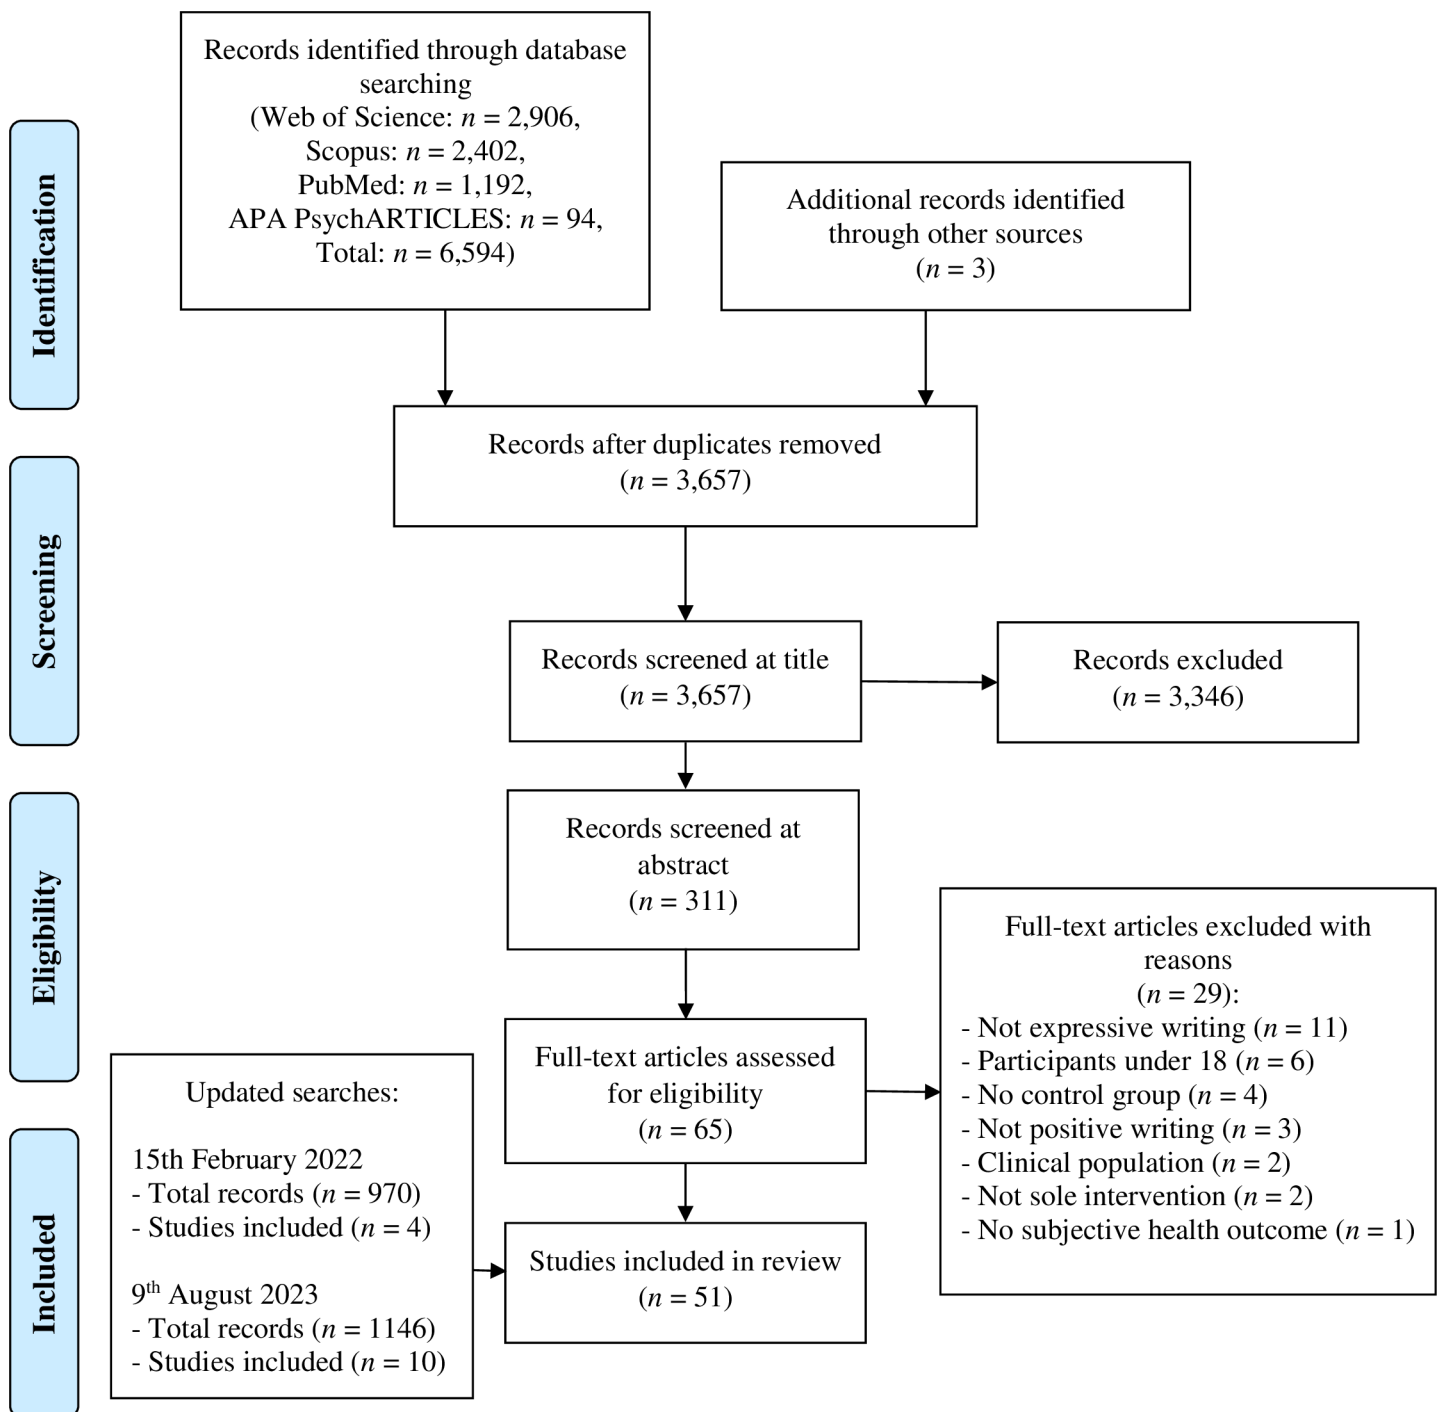 Records identified through database
searching
(Web of Science: n = 2,906,
Scopus: n = 2,402,
PubMed: n = 1,192,
APA PsychARTICLES: n = 94,
Total: n = 6,594)
Additional records identified
through other sources
(n = 3)
Identification
Records after duplicates removed
(n = 3,657)
Screening
Records screened at title
(n = 3,657)
Records excluded
(n = 3,346)
Eligibility
Records screened at
abstract
(n = 311)
Full-text articles assessed
for eligibility
(n = 65)
Full-text articles excluded with
reasons
(n = 29):
- Not expressive writing (n = 11)
- Participants under 18 (n = 6)
- No control group (n = 4)
- Not positive writing (n = 3)
- Clinical population (n = 2)
- Not sole intervention (n = 2)
- No subjective health outcome (n = 1)
Included
Updated searches:
15th February 2022
- Total records (n = 970)
- Studies included (n = 4)
9th August 2023
- Total records (n = 1146)
- Studies included (n = 10)
Studies included in review
(n = 51)